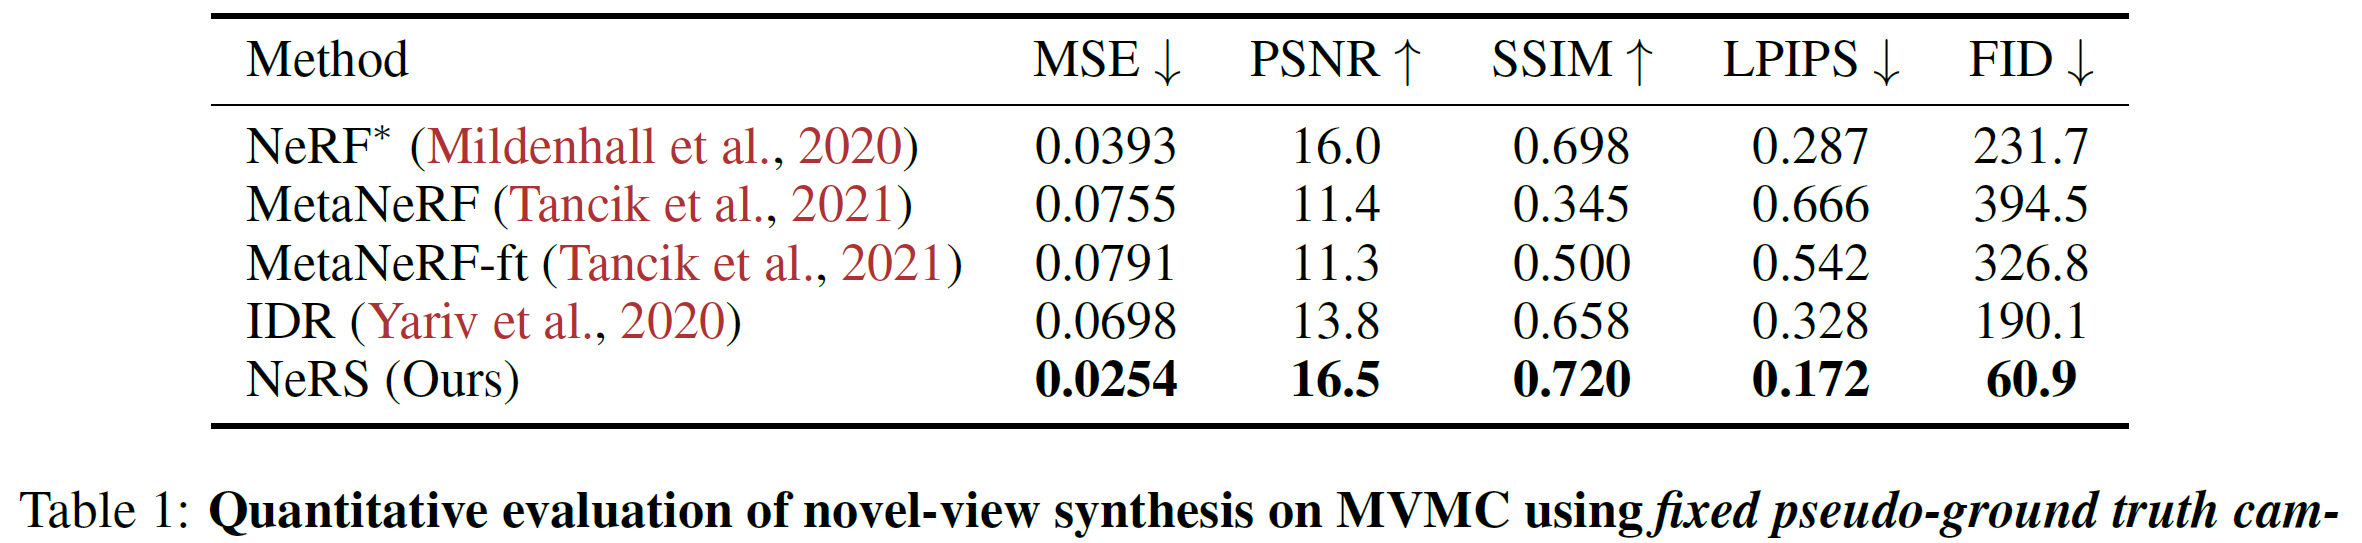 Method MSE ↓ PSNR ↑ SSIM ↑ LPIPS ↓ FID ↓
NeRF* (Mildenhall et al., 2020) 0.0393 16.0 0.698 0.287 231.7
MetaNeRF (Tancik et al., 2021) 0.0755 11.4 0.345 0.666 394.5
MetaNeRF-ft (Tancik et al., 2021) 0.0791 11.3 0.500 0.542 326.8
IDR (Yariv et al., 2020) 0.0698 13.8 0.658 0.328 190.1
NeRS (Ours) 0.0254 16.5 0.720 0.172 60.9
Table 1: Quantitative evaluation of novel-view synthesis on MVMC using fixed pseudo-ground truth cam-